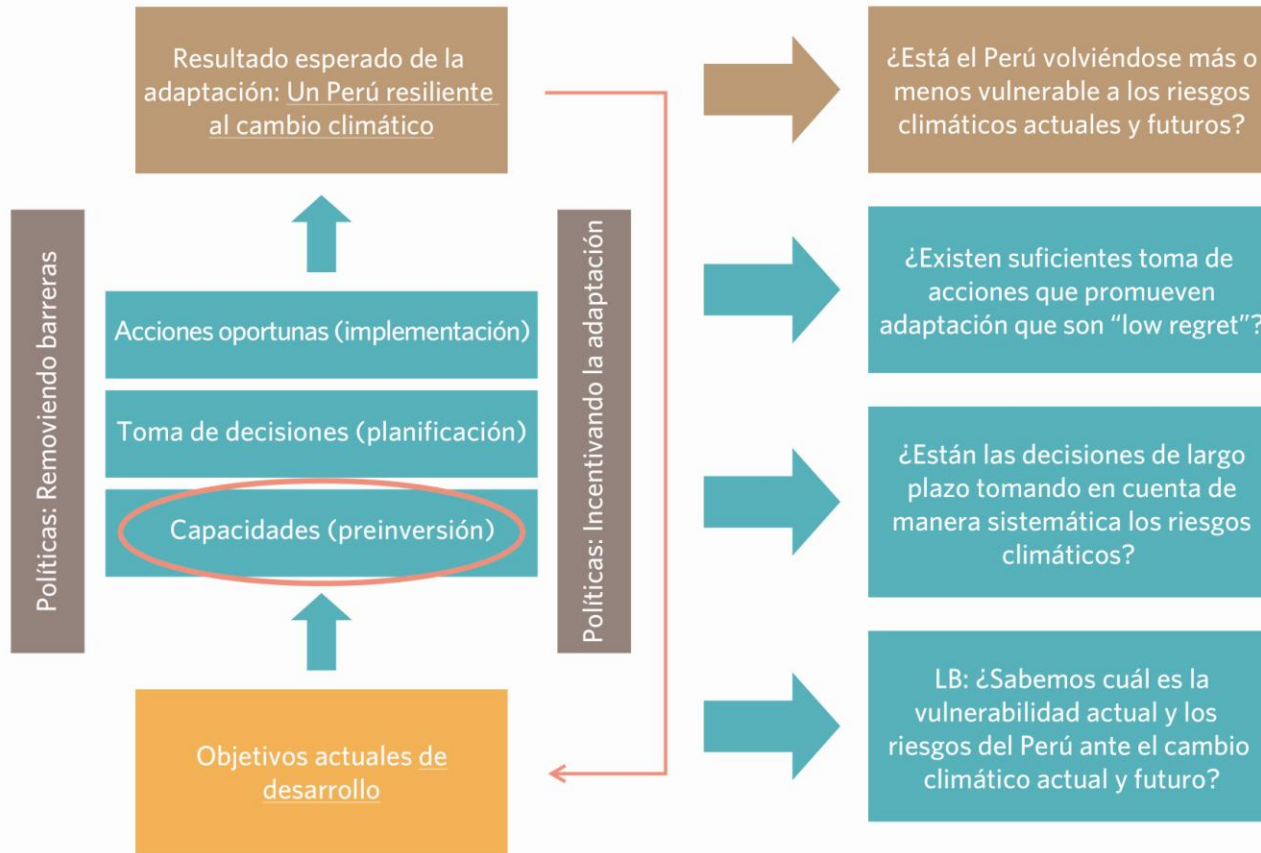 Resultado esperado de la
adaptación: Un Perú resiliente
al cambio climático
Políticas: Removiendo barreras
Acciones oportunas (implementación)
Toma de decisiones (planificación)
Capacidades (preinversión)
Políticas: Incentivando la adaptación
Objetivos actuales de
desarrollo
¿Está el Perú volviéndose más o
menos vulnerable a los riesgos
climáticos actuales y futuros?
¿Existen suficientes toma de
acciones que promueven
adaptación que son “low regret”?
¿Están las decisiones de largo
plazo tomando en cuenta de
manera sistemática los riesgos
climáticos?
LB: ¿Sabemos cuál es la
vulnerabilidad actual y los
riesgos del Perú ante el cambio
climático actual y futuro?